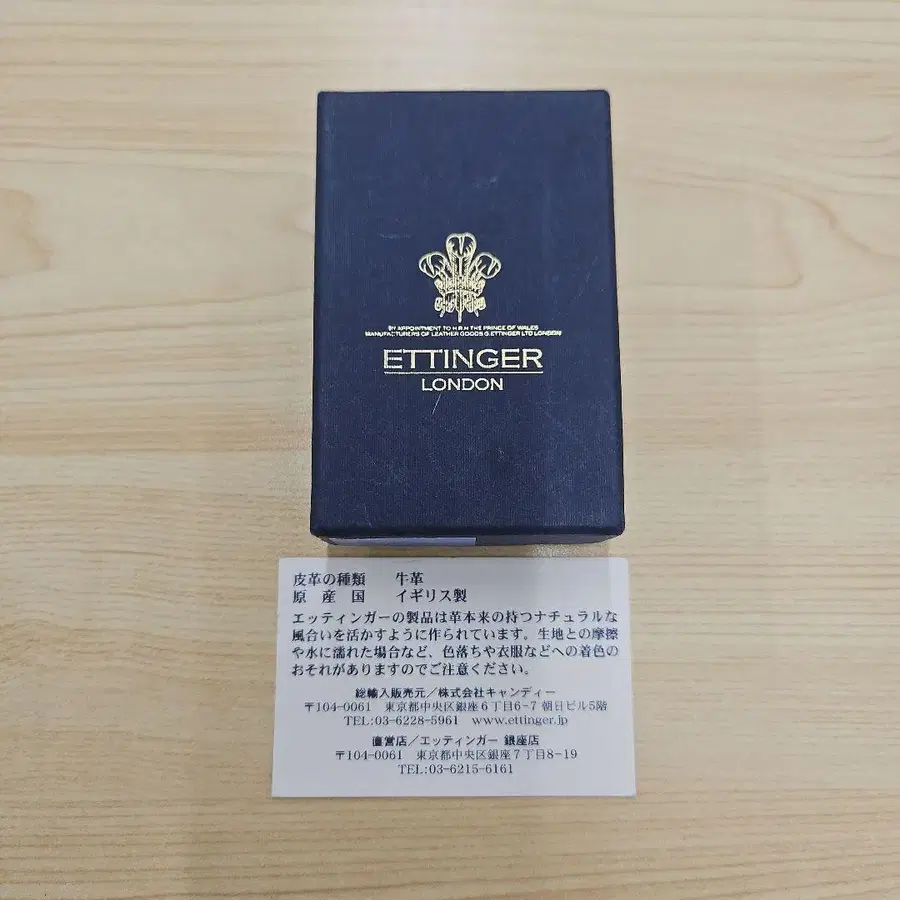 BY APPOINTMENT TO H.R.H THE PRINCE OF WALES
MANUFACTURERS OF LEATHER GOODS G.ETTINGER LTD LONDON
ETTINGER
LONDON
皮革の種類 牛革
原産国 イギリス製
エッティンガーの製品は革本来の持つナチュラルな
風合いを活かすように作られています。生地との摩擦
や水に濡れた場合など、色落ちや衣服などへの着色の
おそれがありますのでご注意ください。
総輸入販売元／株式会社キャンディー
〒104-0061 東京都中央区銀座6丁目6-7 朝日ビル5階
TEL:03-6228-5961 www.ettinger.jp
直営店／エッティンガー 銀座店
〒104-0061 東京都中央区銀座7丁目8-19
TEL:03-6215-6161